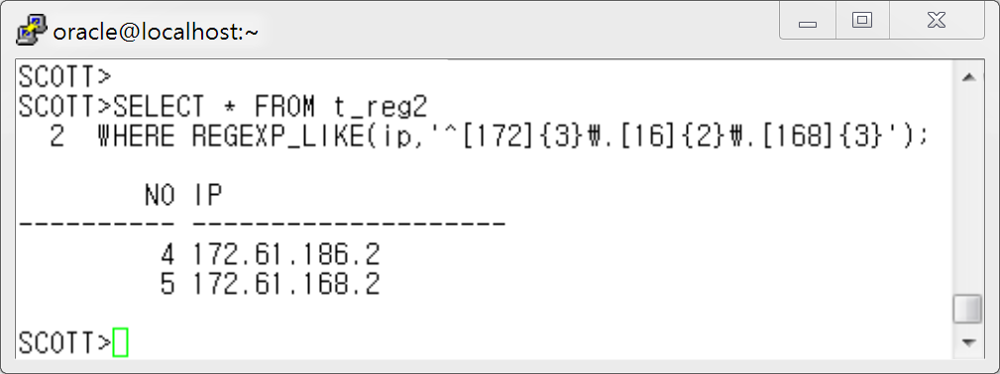 oracle@localhost:~
SCOTT>
SCOTT>SELECT * FROM t_reg2
  2  WHERE REGEXP_LIKE(ip,'^[172]{3}₩.[16]{2}₩.[168]{3}');
        NO IP
---------- --------------------
         4 172.61.186.2
         5 172.61.168.2
SCOTT>